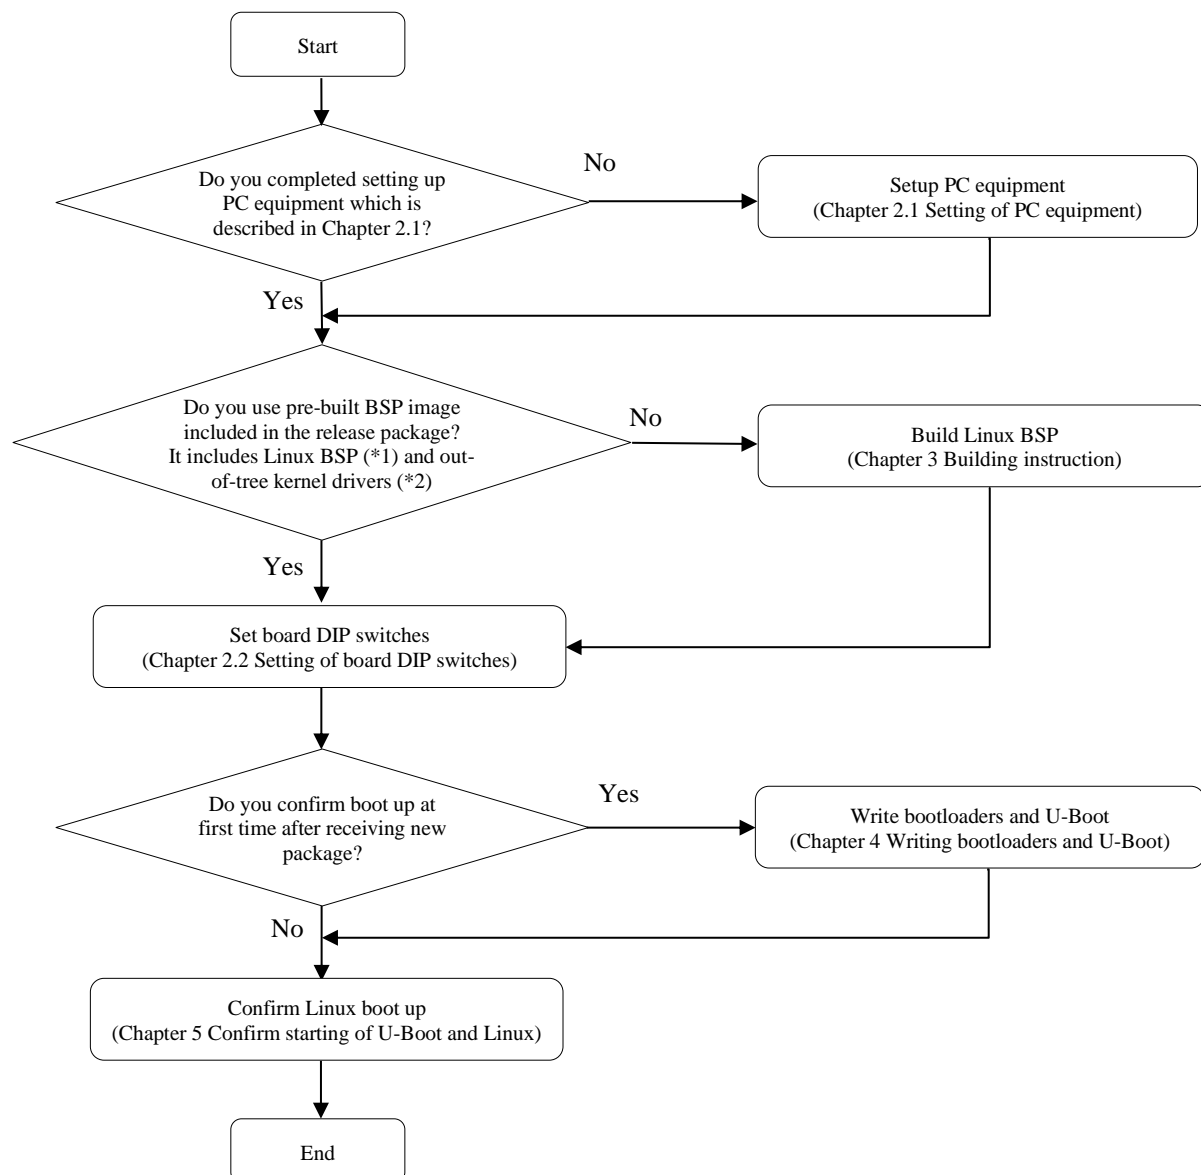 Start
Do you completed setting up
PC equipment which is
described in Chapter 2.1?
No
Setup PC equipment
(Chapter 2.1 Setting of PC equipment)
Yes
Do you use pre-built BSP image
included in the release package?
It includes Linux BSP (*1) and out-
of-tree kernel drivers (*2)
No
Build Linux BSP
(Chapter 3 Building instruction)
Yes
Set board DIP switches
(Chapter 2.2 Setting of board DIP switches)
Do you confirm boot up at
first time after receiving new
package?
Yes
Write bootloaders and U-Boot
(Chapter 4 Writing bootloaders and U-Boot)
No
Confirm Linux boot up
(Chapter 5 Confirm starting of U-Boot and Linux)
End